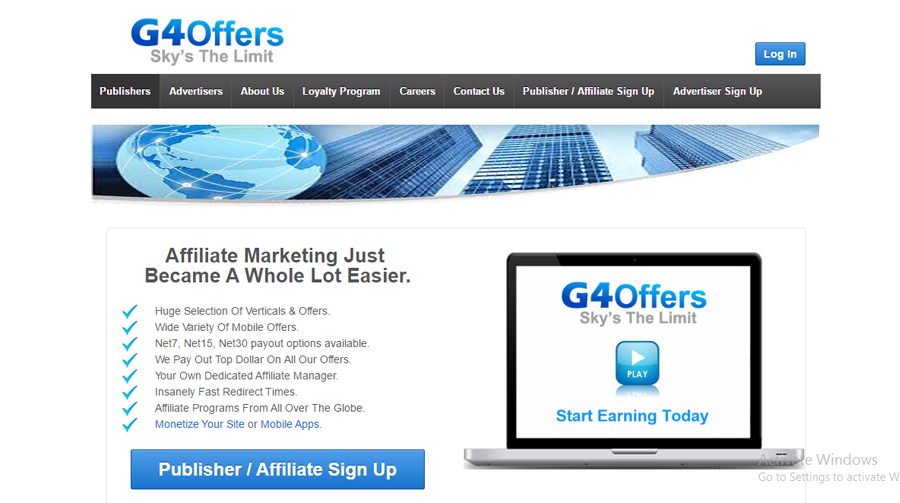 G4Offers
Sky's The Limit
Log In
Publishers Advertisers About Us Loyalty Program Careers Contact Us Publisher / Affiliate Sign Up Advertiser Sign Up
Affiliate Marketing Just
Became A Whole Lot Easier.
Huge Selection Of Verticals & Offers.
Wide Variety Of Mobile Offers.
Net7, Net15, Net30 payout options available.
We Pay Out Top Dollar On All Our Offers.
Your Own Dedicated Affiliate Manager.
Insanely Fast Redirect Times.
Affiliate Programs From All Over The Globe.
Monetize Your Site or Mobile Apps.
Publisher / Affiliate Sign Up
G4Offers
Sky's The Limit
PLAY
Start Earning Today
Activate Windows
Go to Settings to activate W